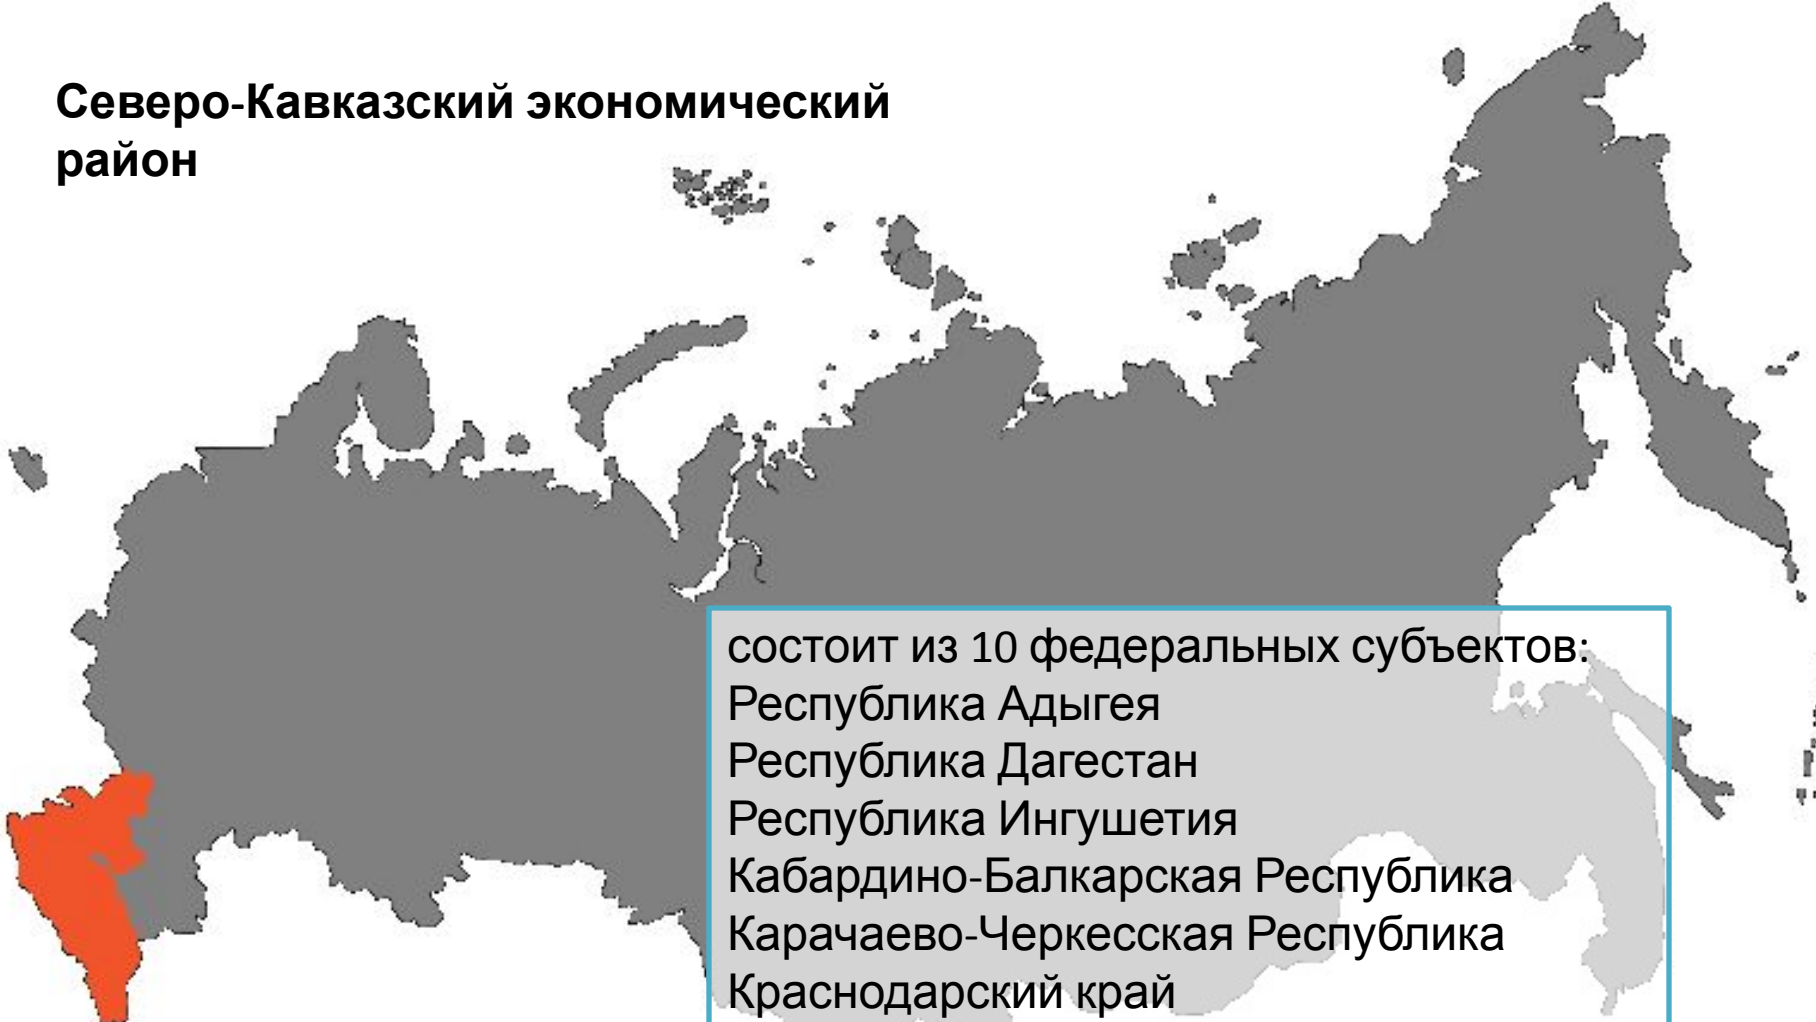 Северо-Кавказский экономический
район
состоит из 10 федеральных субъектов:
Республика Адыгея
Республика Дагестан
Республика Ингушетия
Кабардино-Балкарская Республика
Карачаево-Черкесская Республика
Краснодарский край